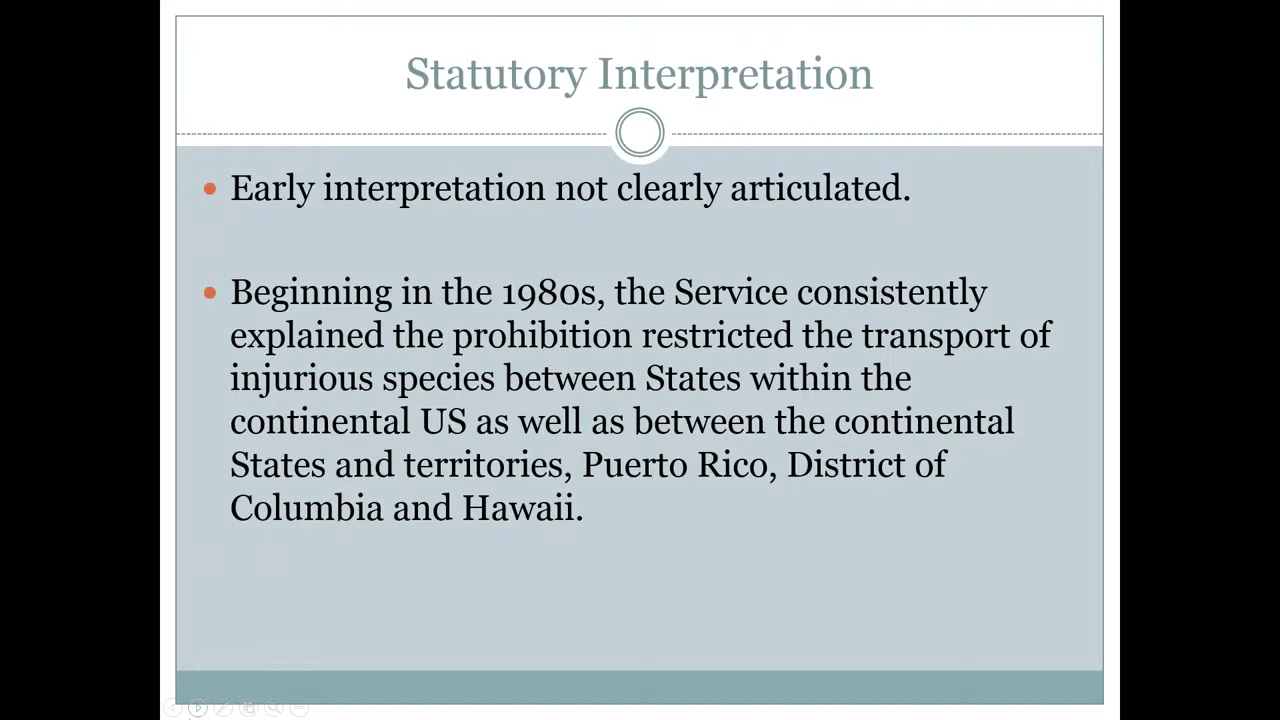 Statutory Interpretation
• Early interpretation not clearly articulated.
• Beginning in the 1980s, the Service consistently
explained the prohibition restricted the transport of
injurious species between States within the
continental US as well as between the continental
States and territories, Puerto Rico, District of
Columbia and Hawaii.